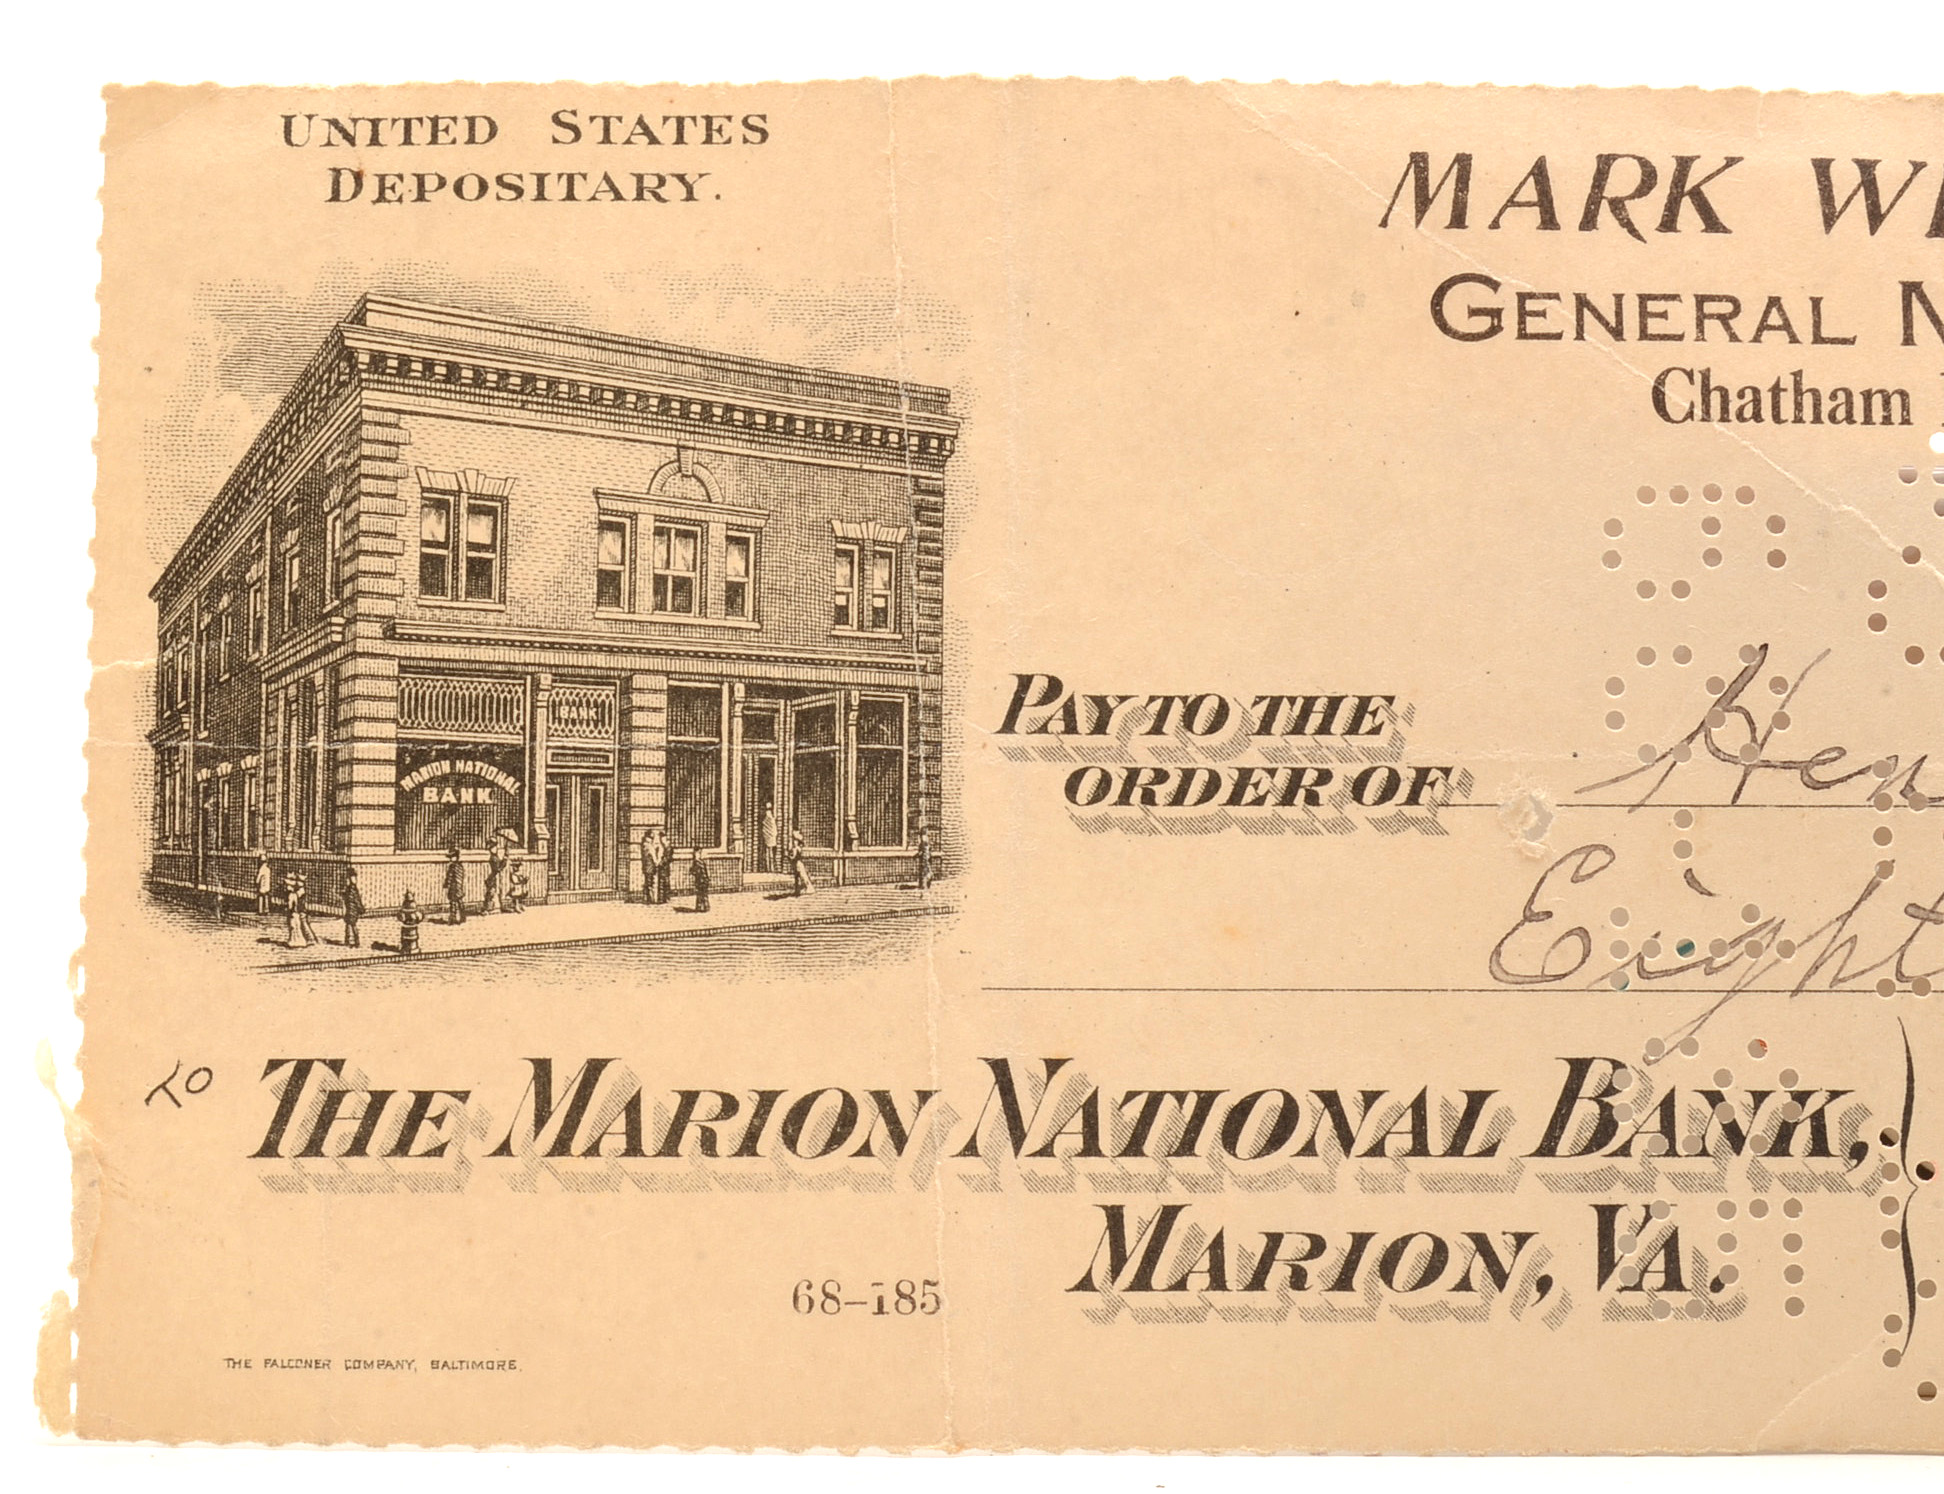 UNITED STATES
DEPOSITARY.
MARK
GENERAL
Chatham
BANK
MARION NATIONAL
BANK
PAY TO THE
ORDER OF
TO THE MARION NATIONAL BANK,
MARION, VA.
68-185
THE FALCONER COMPANY, BALTIMORE.